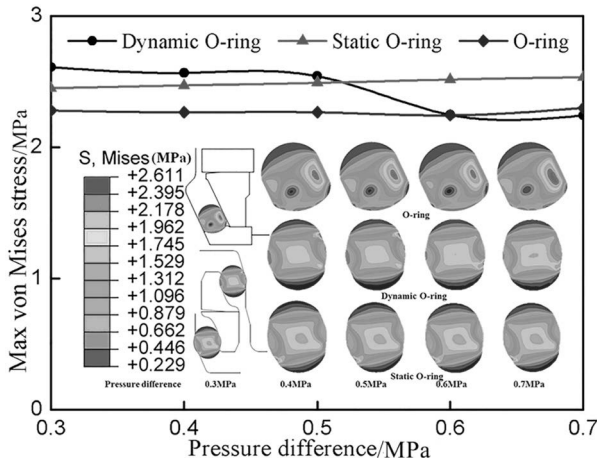 3
Dynamic O-ring Static O-ring O-ring
2
S, Mises (MPa)
+2.611
+2.395
+2.178
+1.962
+1.745
+1.529
+1.312
+1.096
+0.879
+0.662
+0.446
+0.229
O-ring
Dynamic O-ring
Static O-ring
Pressure difference 0.3MPa 0.4MPa 0.5MPa 0.6MPa 0.7MPa
1
0
Max von Mises stress/MPa
0.3 0.4 0.5 0.6 0.7
Pressure difference/MPa